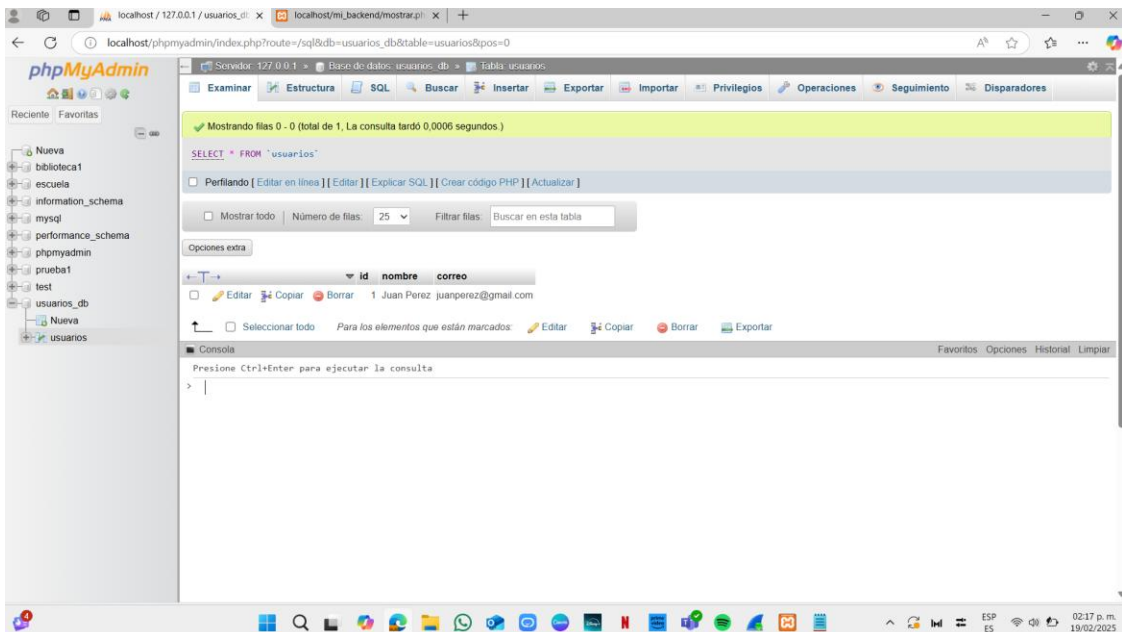 localhost / 127.0.0.1 / usuarios_d
localhost/mi_backend/mostrar.ph
localhost/phpmyadmin/index.php?route=/sql&db=usuarios_db&table=usuarios&pos=0
phpMyAdmin
Reciente Favoritas
Nueva
biblioteca1
escuela
information_schema
mysql
performance_schema
phpmyadmin
prueba1
test
usuarios_db
Nueva
usuarios
Servidor: 127.0.0.1 » Base de datos: usuarios_db » Tabla: usuarios
Examinar Estructura SQL Buscar Insertar Exportar Importar Privilegios Operaciones Seguimiento Disparadores
Mostrando filas 0 - 0 (total de 1, La consulta tardó 0,0006 segundos.)
SELECT * FROM `usuarios`
Perfilando [ Editar en línea ] [ Editar ] [ Explicar SQL ] [ Crear código PHP ] [ Actualizar ]
Mostrar todo | Número de filas: 25 Filtrar filas: Buscar en esta tabla
Opciones extra
id nombre correo
Editar Copiar Borrar 1 Juan Perez juanperez@gmail.com
Seleccionar todo Para los elementos que están marcados: Editar Copiar Borrar Exportar
Consola Favoritos Opciones Historial Limpiar
Presione Ctrl+Enter para ejecutar la consulta
>
ESP
ES
02:17 p. m.
19/02/2025